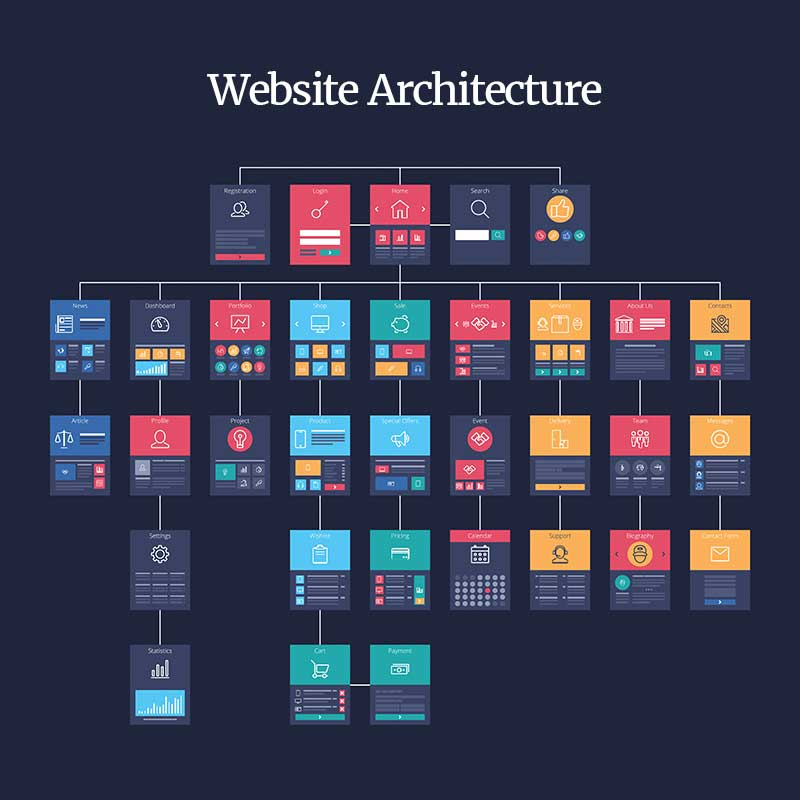 Website Architecture
Registration
Login
Home
Search
Share
News
Dashboard
Portfolio
Shop
Sale
Events
Services
About Us
Contacts
Article
Profile
Project
Product
Special Offers
Event
Delivery
Team
Messages
Settings
Wishlist
Pricing
Calendar
Support
Biography
Contact Form
Statistics
Cart
Payment